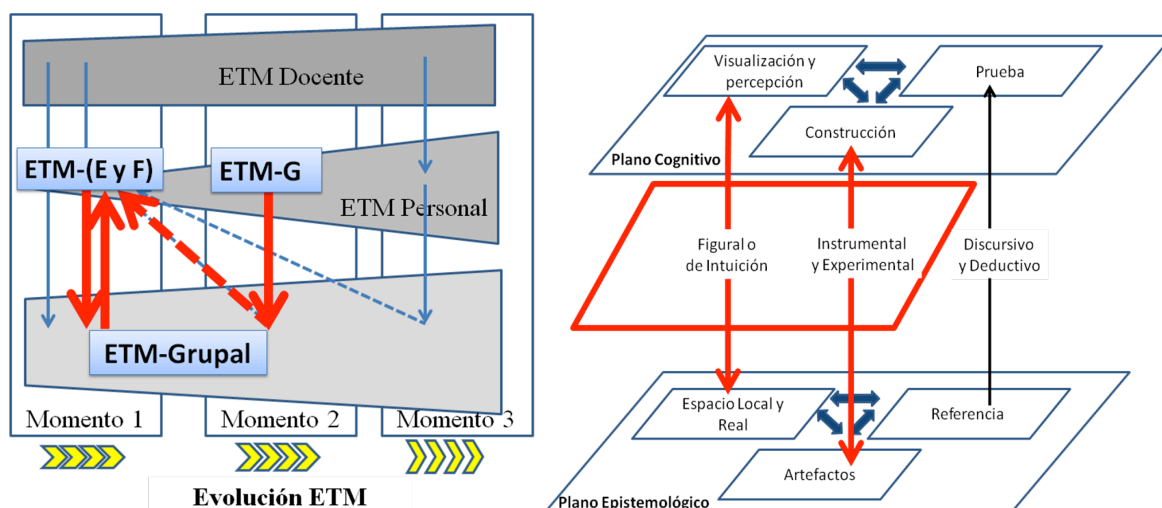 ETM Docente
ETM-(E y F)
ETM-G
ETM Personal
ETM-Grupal
Momento 1
Momento 2
Momento 3
Evolución ETM
Visualización y
percepción
Prueba
Construcción
Plano Cognitivo
Figural o
de Intuición
Instrumental
y Experimental
Discursivo
y Deductivo
Espacio Local y
Real
Referencia
Artefactos
Plano Epistemológico